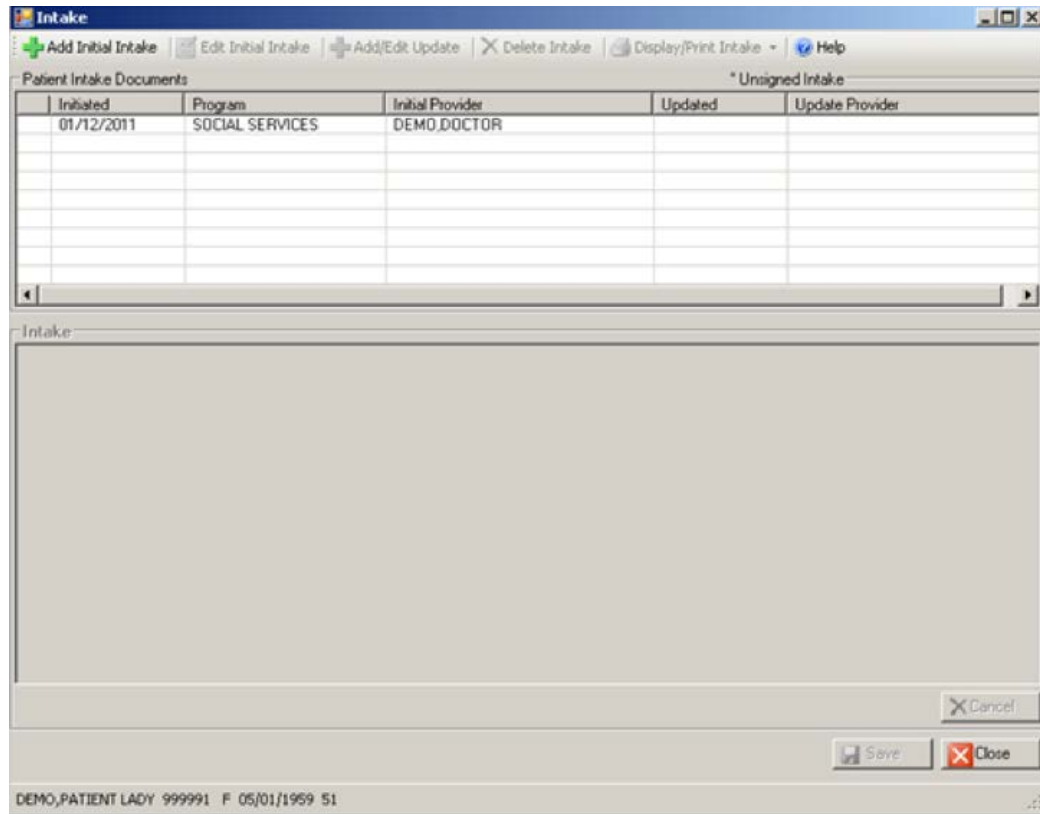 Intake
Add Initial Intake Edit Initial Intake Add/Edit Update Delete Intake Display/Print Intake Help
Patient Intake Documents * Unsigned Intake
Initiated Program Initial Provider Updated Update Provider
01/12/2011 SOCIAL SERVICES DEMO,DOCTOR
Intake
Cancel
Save Close
DEMO,PATIENT LADY 999991 F 05/01/1959 51